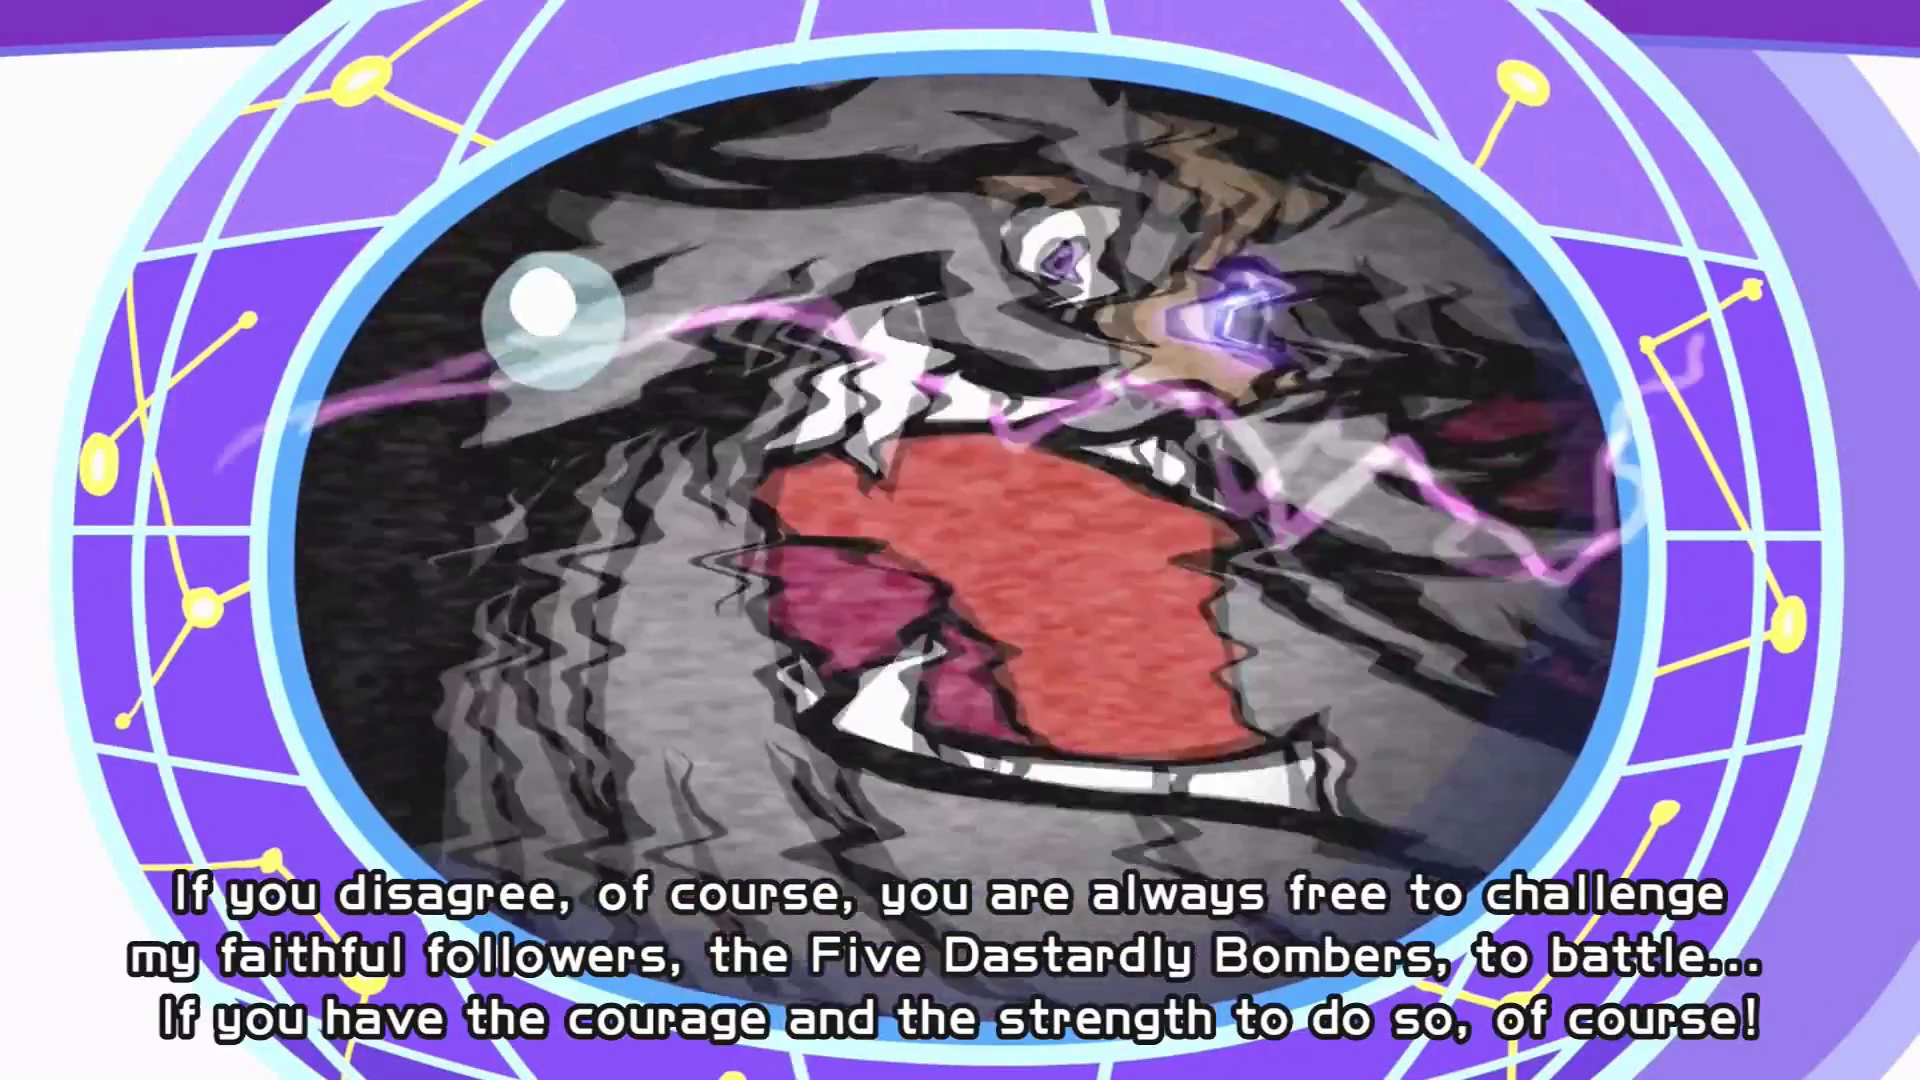 If you disagree, of course, you are always free to challenge
my faithful followers, the Five Dastardly Bombers, to battle...
If you have the courage and the strength to do so, of course!